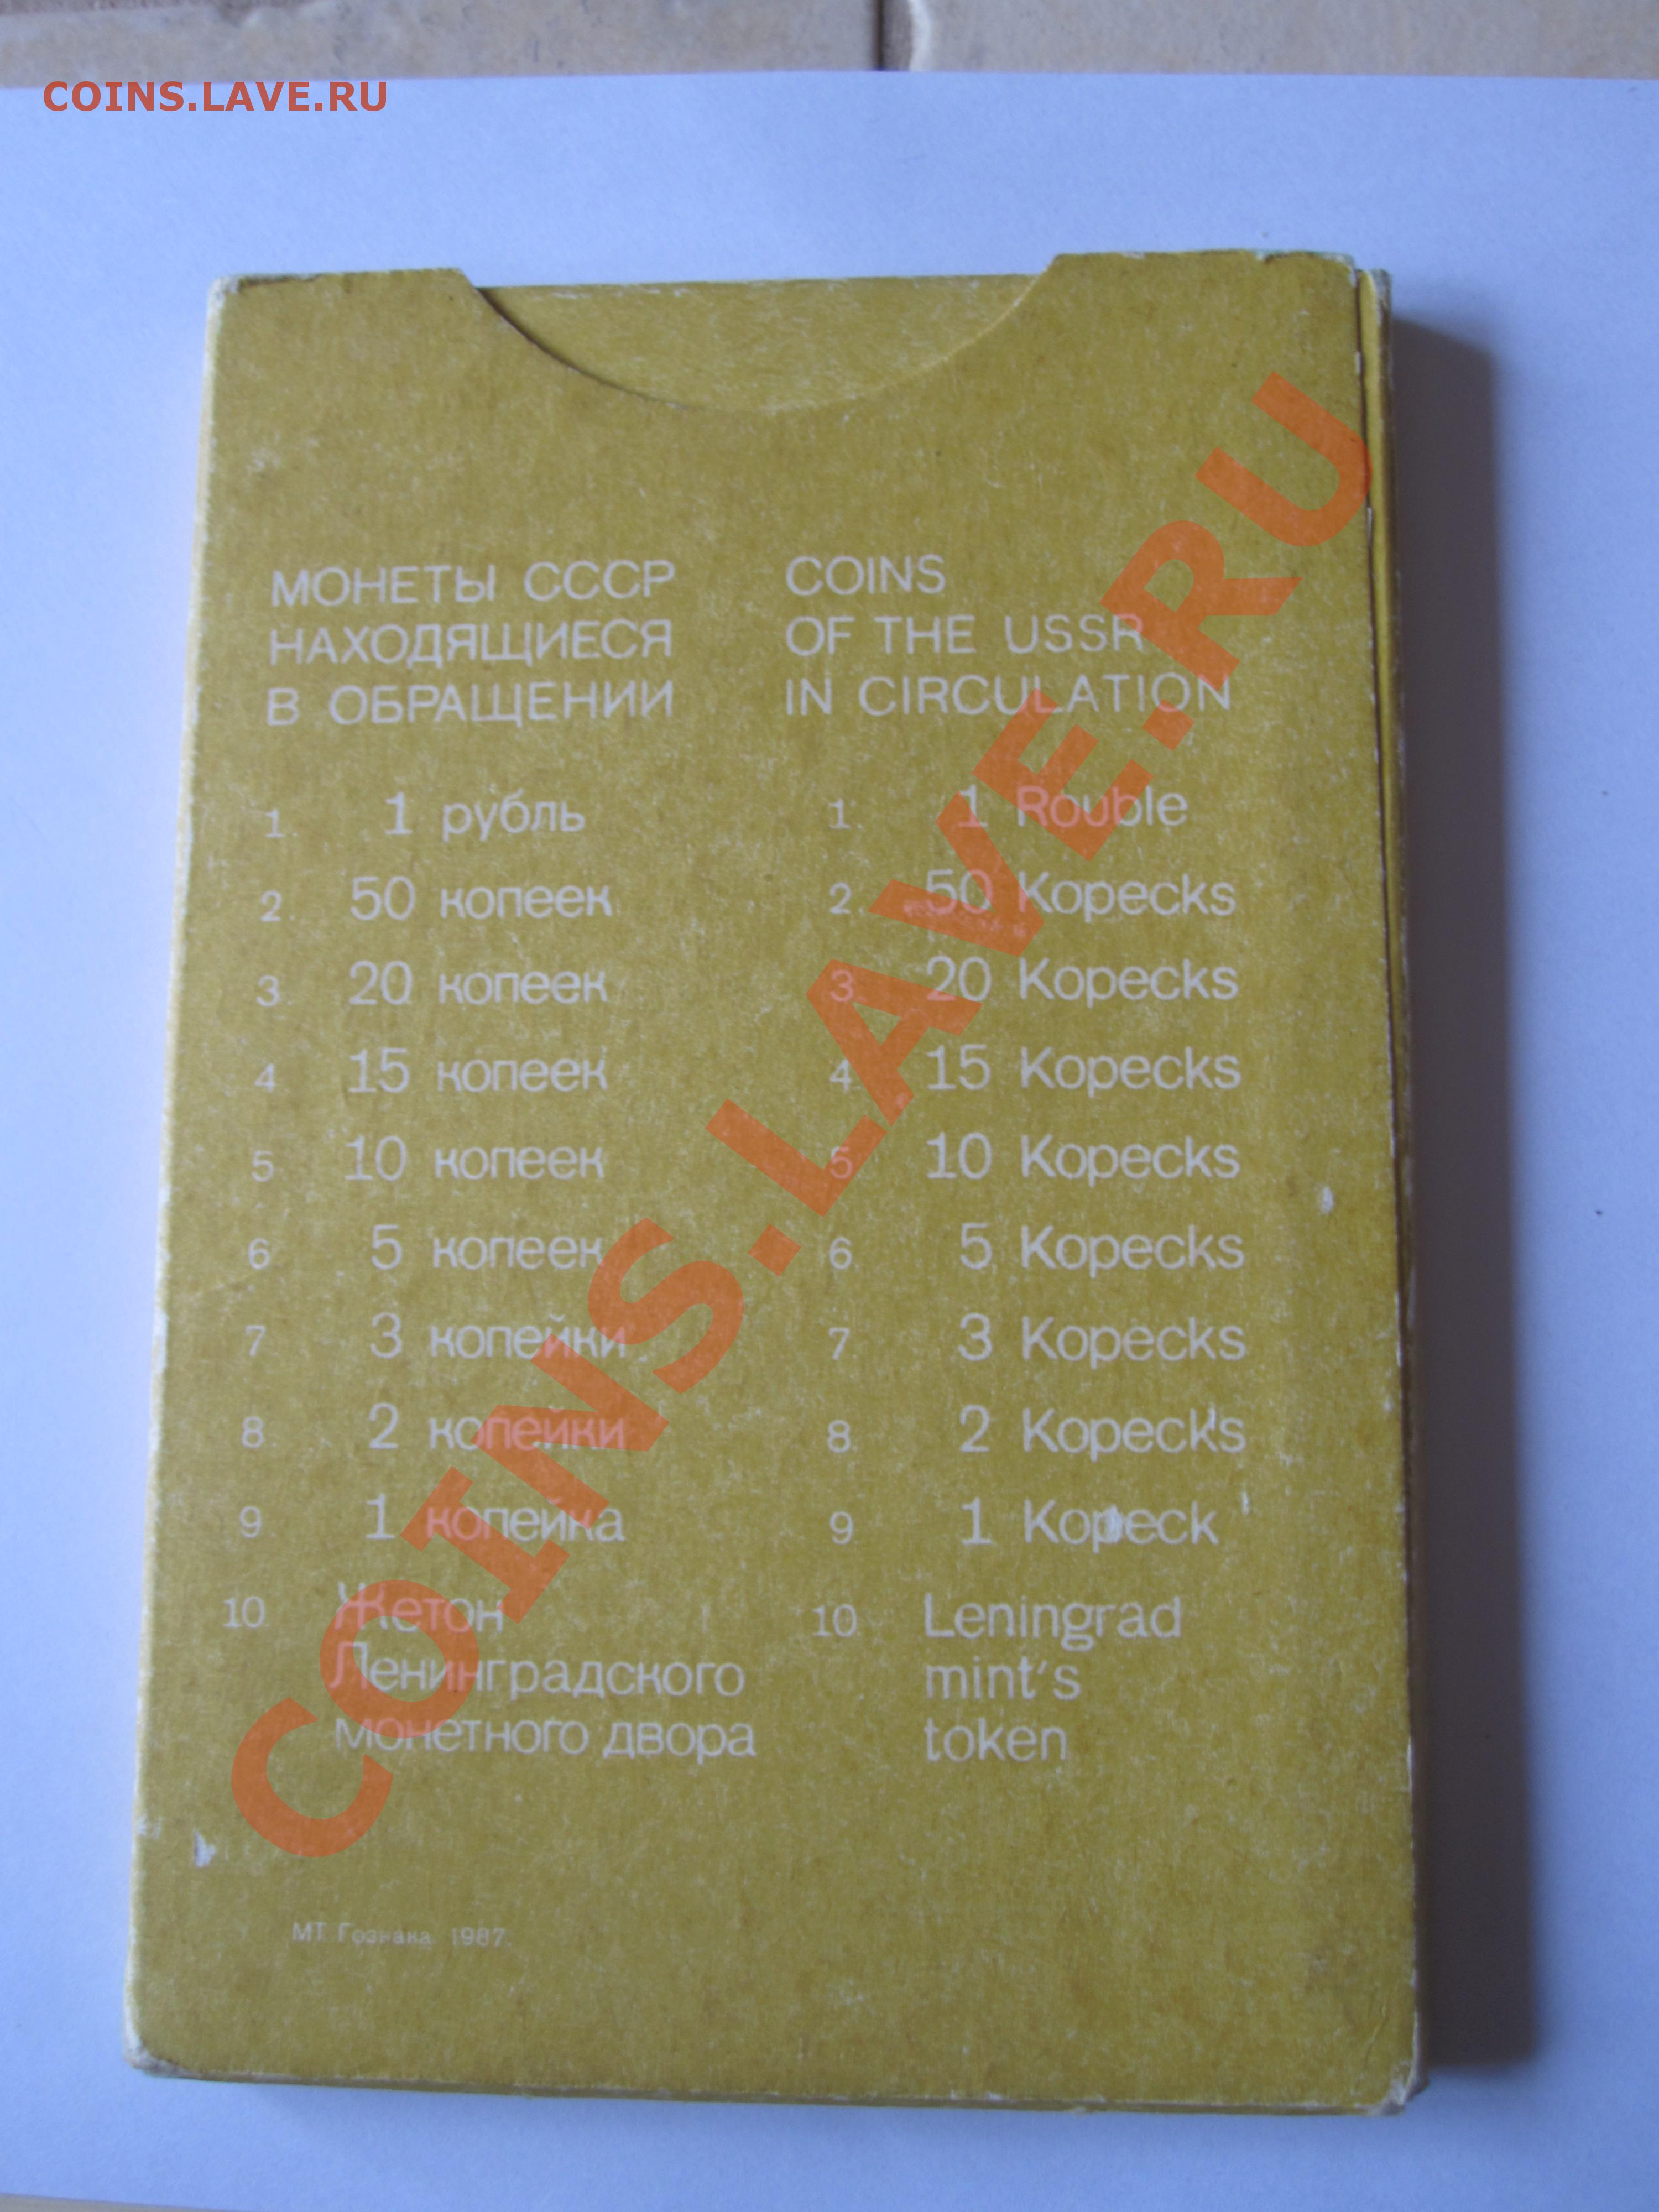 COINS.LAVE.RU
МОНЕТЫ СССР
НАХОДЯЩИЕСЯ
В ОБРАЩЕНИИ
1. 1 рубль
2. 50 копеек
3. 20 копеек
4 15 копеек
5 10 копеек
6 5 копеек
7 3 копейки
8 2 копейки
9. 1 копейка
10 Жетон
Ленинградского
монетного двора
COINS
OF THE USSR
IN CIRCULATION
1. 1 Rouble
2. 50 Kopecks
3. 20 Kopecks
4 15 Kopecks
5 10 Kopecks
6. 5 Kopecks
7. 3 Kopecks
8. 2 Kopecks
9 1 Kopeck
10 Leningrad
mint's
token
МТ Гознака 1987.
COINS.LAVE.RU